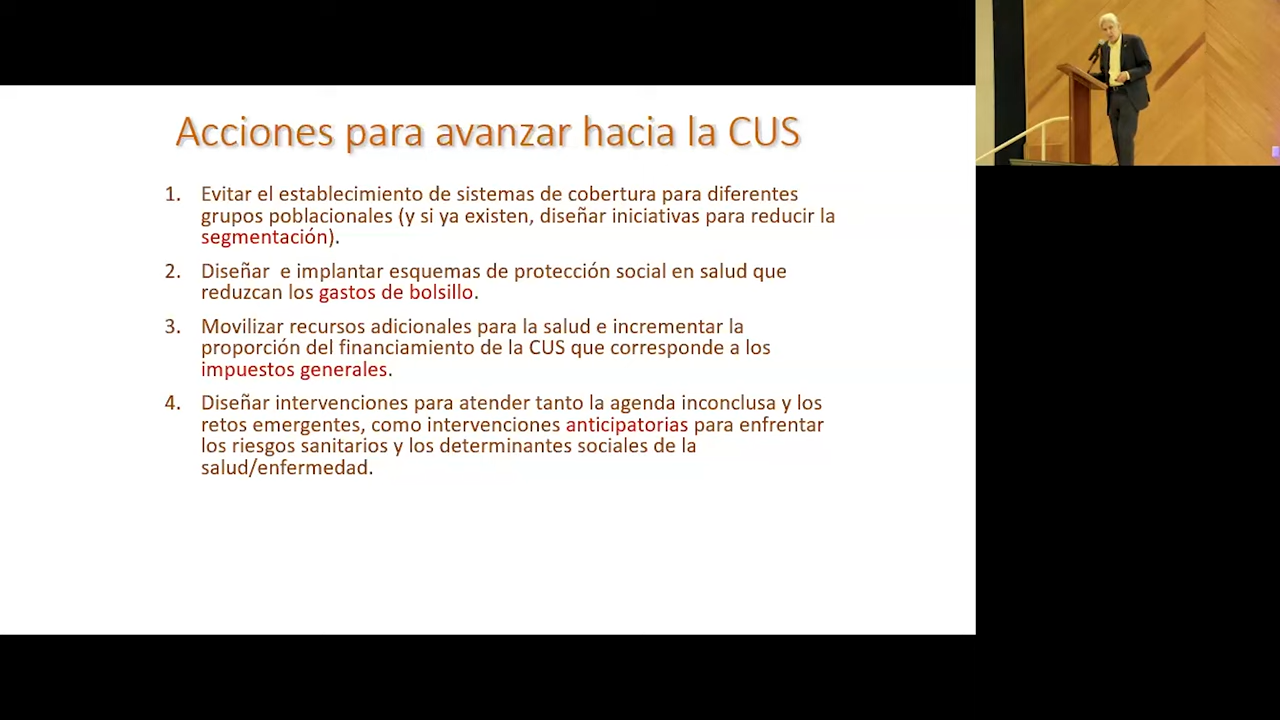 Acciones para avanzar hacia la CUS
1. Evitar el establecimiento de sistemas de cobertura para diferentes
grupos poblacionales (y si ya existen, diseñar iniciativas para reducir la
segmentación).
2. Diseñar e implantar esquemas de protección social en salud que
reduzcan los gastos de bolsillo.
3. Movilizar recursos adicionales para la salud e incrementar la
proporción del financiamiento de la CUS que corresponde a los
impuestos generales.
4. Diseñar intervenciones para atender tanto la agenda inconclusa y los
retos emergentes, como intervenciones anticipatorias para enfrentar
los riesgos sanitarios y los determinantes sociales de la
salud/enfermedad.